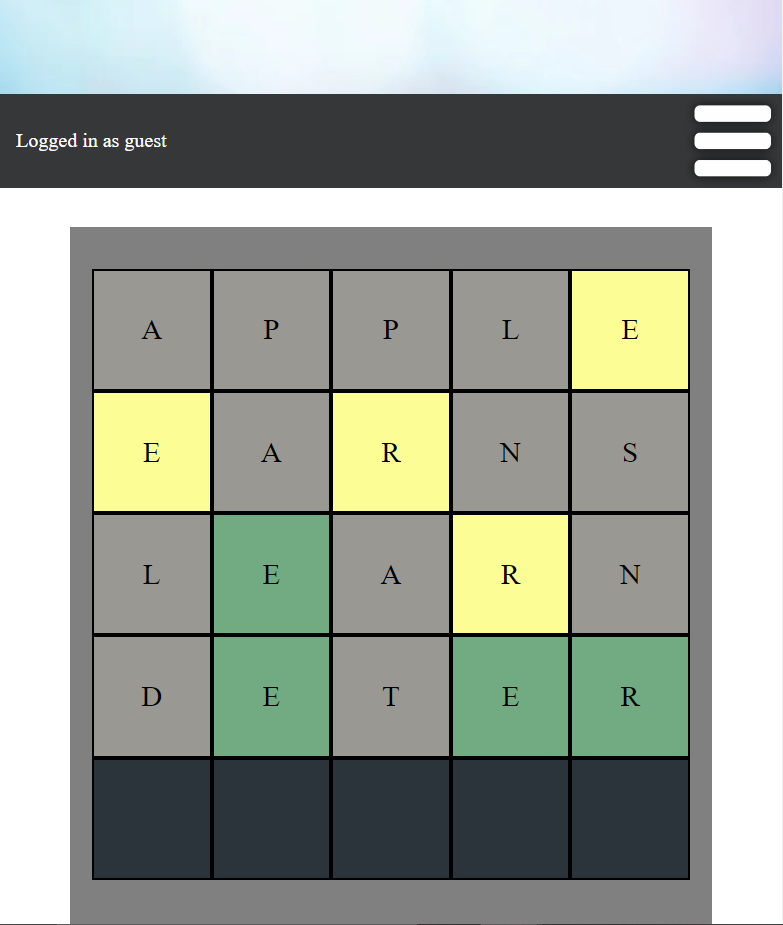 Logged in as guest
A P P L E
E A R N S
L E A R N
D E T E R